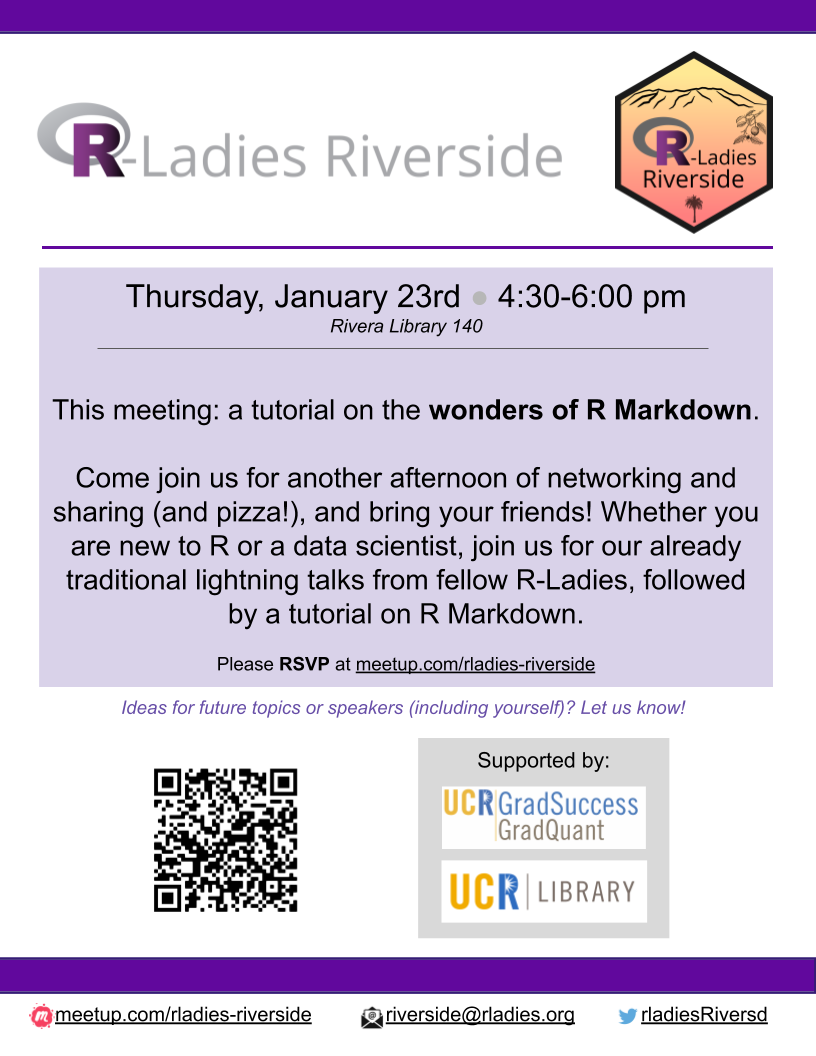 R-Ladies Riverside
R-Ladies
Riverside
Thursday, January 23rd ● 4:30-6:00 pm
Rivera Library 140
This meeting: a tutorial on the wonders of R Markdown.
Come join us for another afternoon of networking and
sharing (and pizza!), and bring your friends! Whether you
are new to R or a data scientist, join us for our already
traditional lightning talks from fellow R-Ladies, followed
by a tutorial on R Markdown.
Please RSVP at meetup.com/rladies-riverside
Ideas for future topics or speakers (including yourself)? Let us know!
Supported by:
UCR GradSuccess
GradQuant
UCR | LIBRARY
meetup.com/rladies-riverside riverside@rladies.org rladiesRiversd